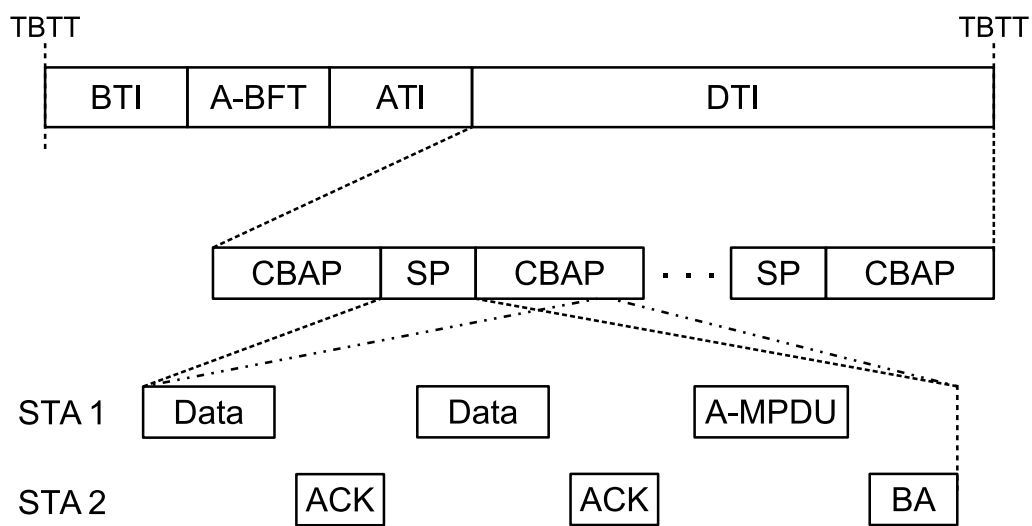 TBTT TBTT
BTI A-BFT ATI DTI
CBAP SP CBAP ... SP CBAP
STA 1 Data Data A-MPDU
STA 2 ACK ACK BA